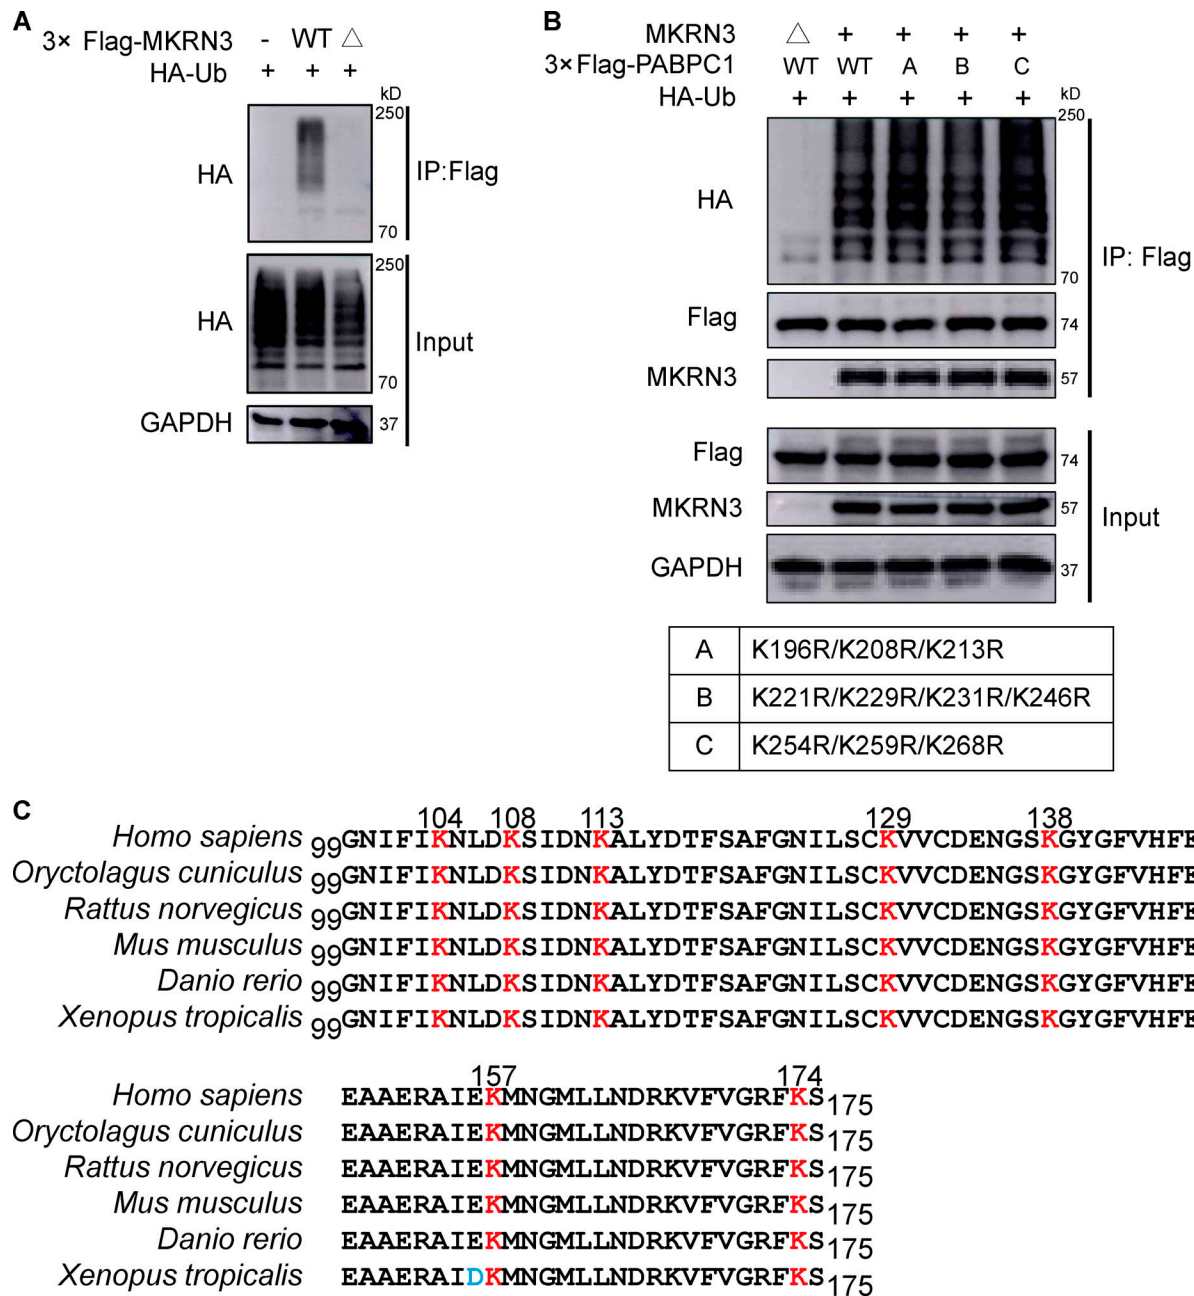 A
3× Flag-MKRN3 - WT △
HA-Ub + + +
kD
250
HA
IP:Flag
70
250
HA
Input
70
GAPDH
37
B
MKRN3 △ + + + +
3×Flag-PABPC1 WT WT A B C
HA-Ub + + + + +
kD
250
HA
IP: Flag
70
Flag
74
MKRN3
57
Flag
74
MKRN3
57
Input
GAPDH
37
A K196R/K208R/K213R
B K221R/K229R/K231R/K246R
C K254R/K259R/K268R
C
104 108 113 129 138
Homo sapiens 99GNIFIKNLDKSIDNKALYDTFSAFGNILSCKVVCDENGSKGYGFVHFE
Oryctolagus cuniculus 99GNIFIKNLDKSIDNKALYDTFSAFGNILSCKVVCDENGSKGYGFVHFE
Rattus norvegicus 99GNIFIKNLDKSIDNKALYDTFSAFGNILSCKVVCDENGSKGYGFVHFE
Mus musculus 99GNIFIKNLDKSIDNKALYDTFSAFGNILSCKVVCDENGSKGYGFVHFE
Danio rerio 99GNIFIKNLDKSIDNKALYDTFSAFGNILSCKVVCDENGSKGYGFVHFE
Xenopus tropicalis 99GNIFIKNLDKSIDNKALYDTFSAFGNILSCKVVCDENGSKGYGFVHFE
157 174
Homo sapiens EAAERAIEKMNGMLLNDRKVFVGRFKS175
Oryctolagus cuniculus EAAERAIEKMNGMLLNDRKVFVGRFKS175
Rattus norvegicus EAAERAIEKMNGMLLNDRKVFVGRFKS175
Mus musculus EAAERAIEKMNGMLLNDRKVFVGRFKS175
Danio rerio EAAERAIEKMNGMLLNDRKVFVGRFKS175
Xenopus tropicalis EAAERAIDKMNGMLLNDRKVFVGRFKS175